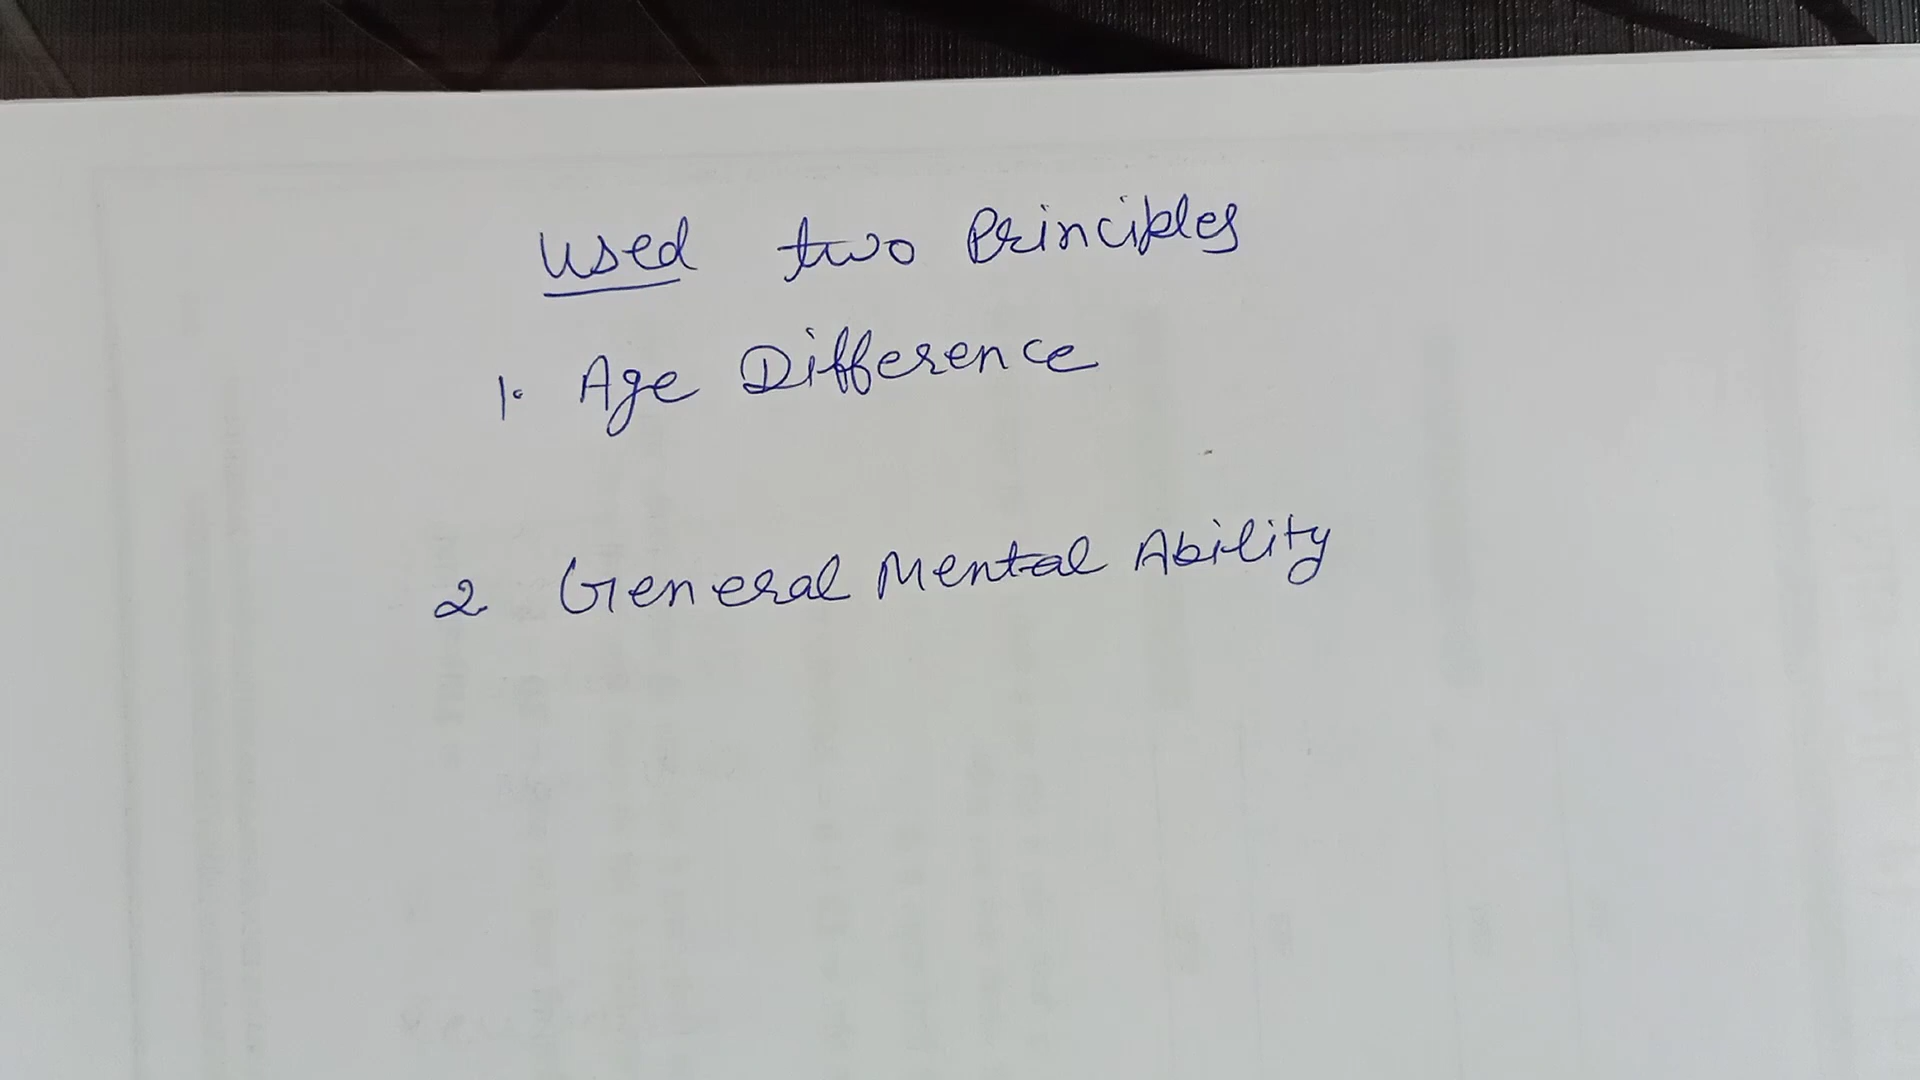 Used two Principles
1. Age Difference
2. General Mental Ability